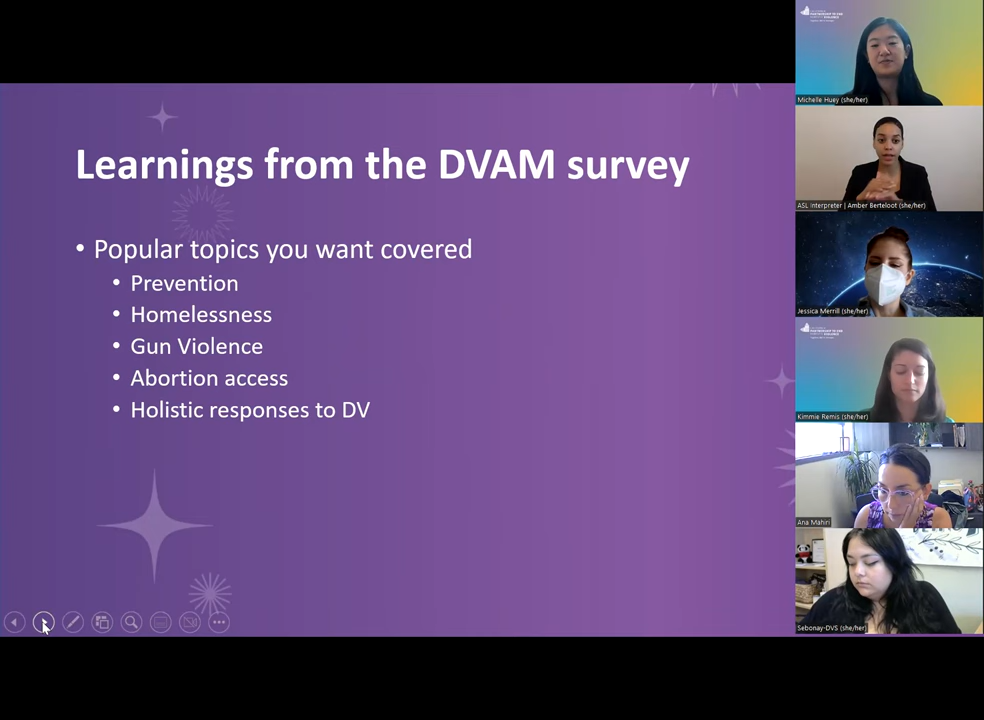 Learnings from the DVAM survey
• Popular topics you want covered
• Prevention
• Homelessness
• Gun Violence
• Abortion access
• Holistic responses to DV
Michelle Huey (she/her)
ASL Interpreter | Amber Berteloot (she/her)
Jessica Merrill (she/her)
Kimmie Remis (she/her)
Ana Mahiri
Sebonay-DVS (she/her)